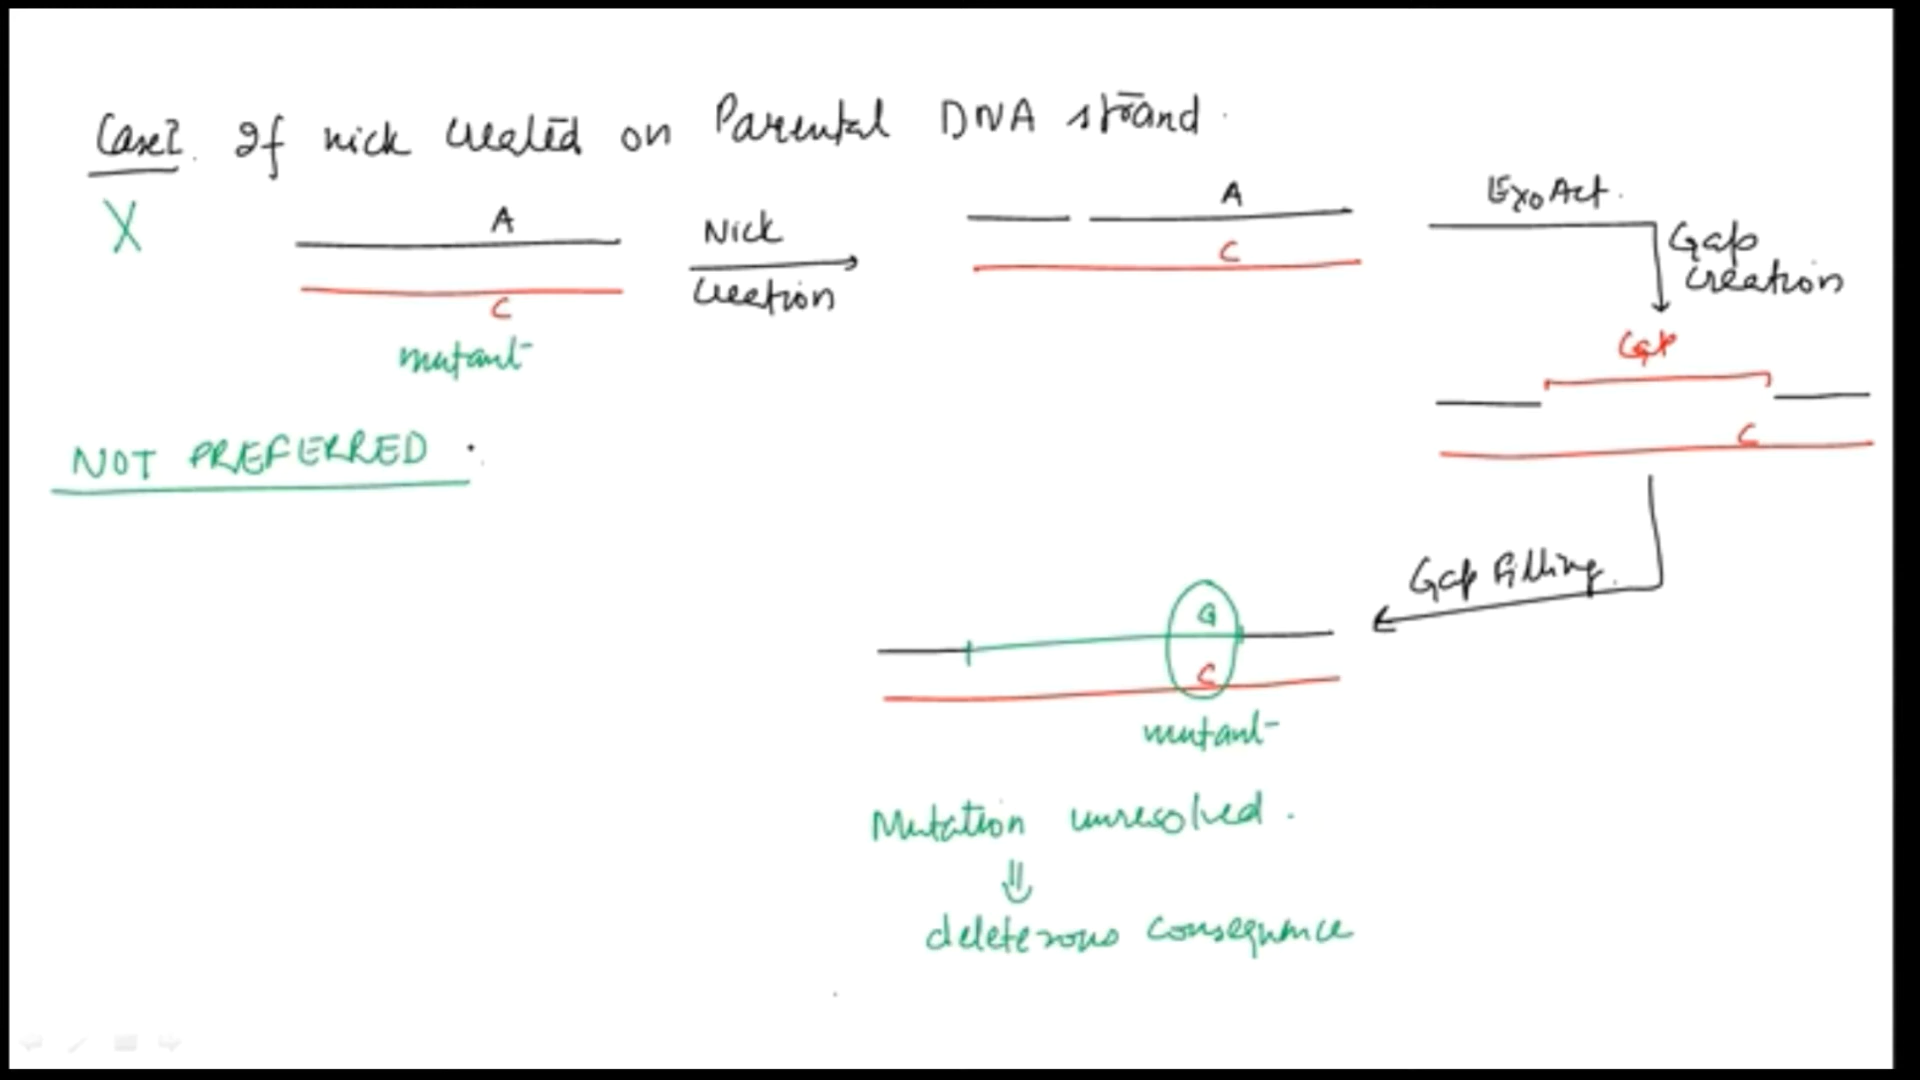 Case2. If nick created on Parental DNA strand.
X
A
C
mutant
Nick
creation
A
C
Exo Act.
Gap
creation
Gap
C
NOT PREFERRED.
Gap Filling.
G
C
mutant
Mutation unresolved.
deleterous consequence